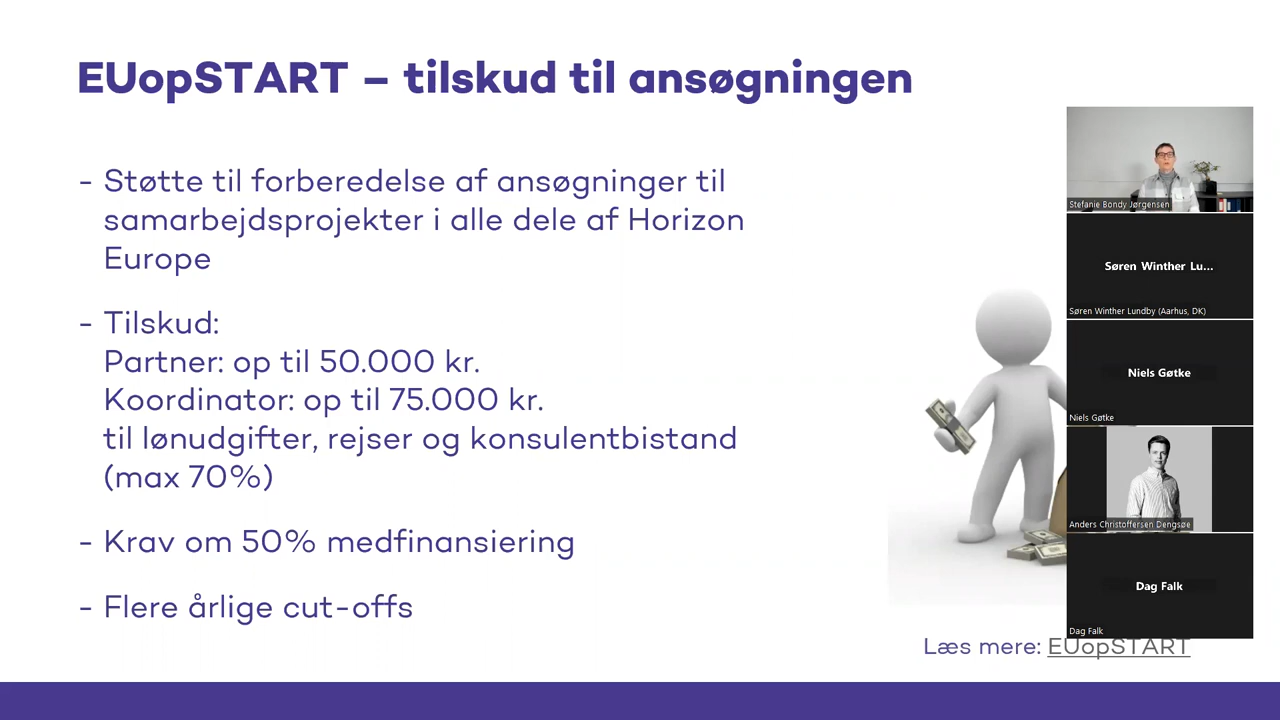 EUopSTART – tilskud til ansøgningen
- Støtte til forberedelse af ansøgninger til
samarbejdsprojekter i alle dele af Horizon
Europe
- Tilskud:
Partner: op til 50.000 kr.
Koordinator: op til 75.000 kr.
til lønudgifter, rejser og konsulentbistand
(max 70%)
- Krav om 50% medfinansiering
- Flere årlige cut-offs
Læs mere: EUopSTART
Stefanie Bondy Jørgensen
Søren Winther Lu...
Søren Winther Lundby (Aarhus, DK)
Niels Gøtke
Niels Gøtke
Anders Christoffersen Dengsøe
Dag Falk
Dag Falk